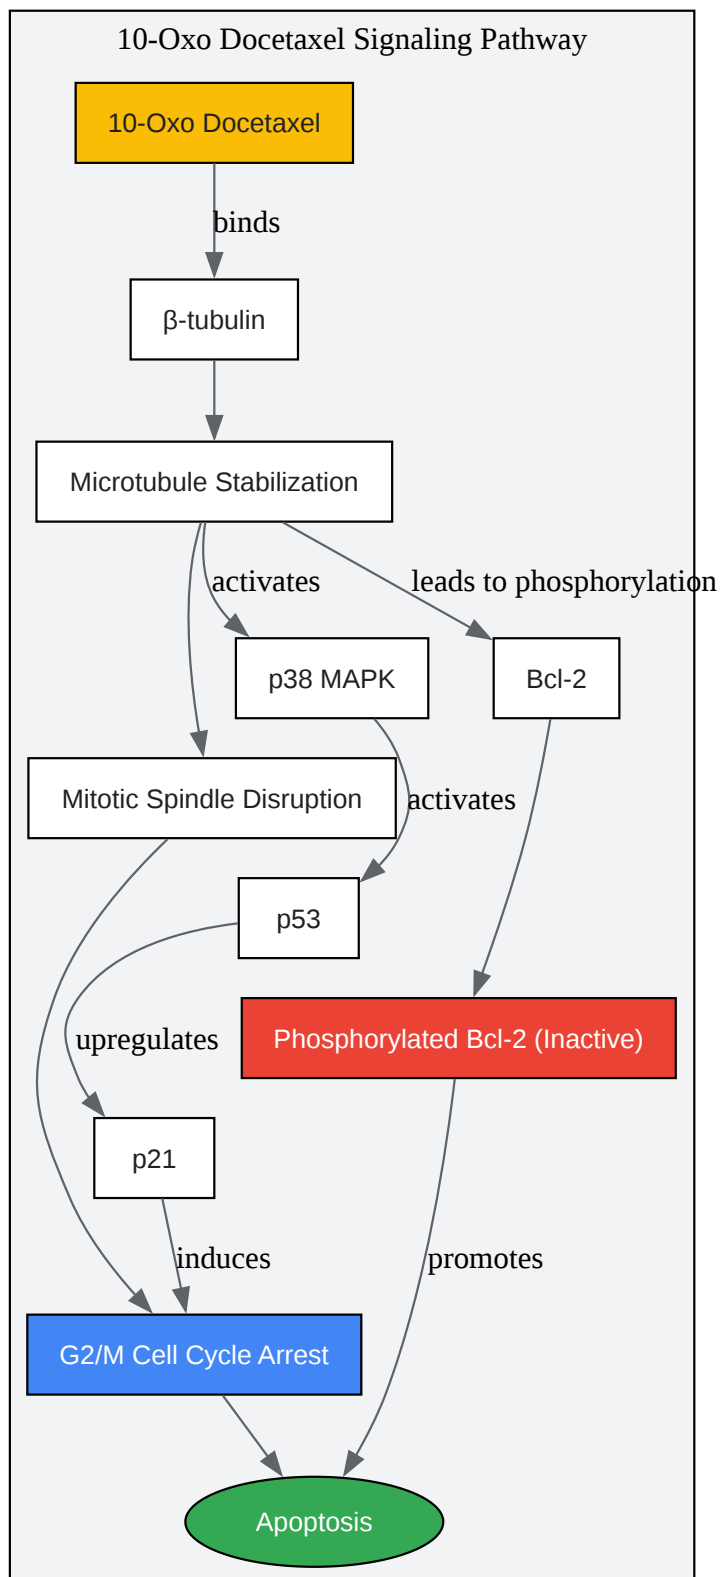 10-Oxo Docetaxel Signaling Pathway
10-Oxo Docetaxel
binds
β-tubulin
Microtubule Stabilization
activates
leads to phosphorylation
p38 MAPK
Bcl-2
Mitotic Spindle Disruption
activates
p53
upregulates
Phosphorylated Bcl-2 (Inactive)
p21
induces
promotes
G2/M Cell Cycle Arrest
Apoptosis